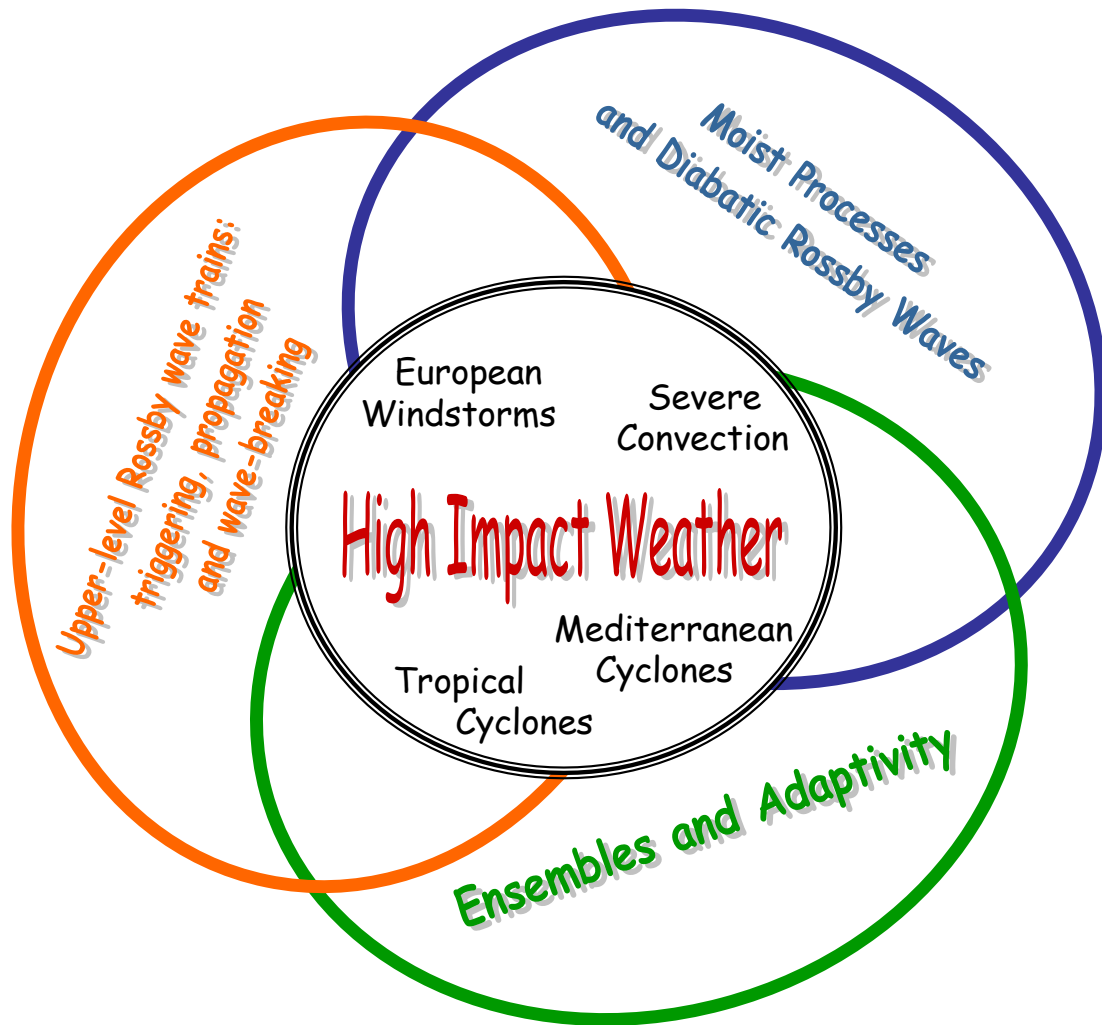 Moist Processes
and Diabatic Rossby Waves
Upper-level Rossby wave trains:
triggering, propagation
and wave-breaking
European
Windstorms
Severe
Convection
High Impact Weather
Mediterranean
Cyclones
Tropical
Cyclones
Ensembles and Adaptivity